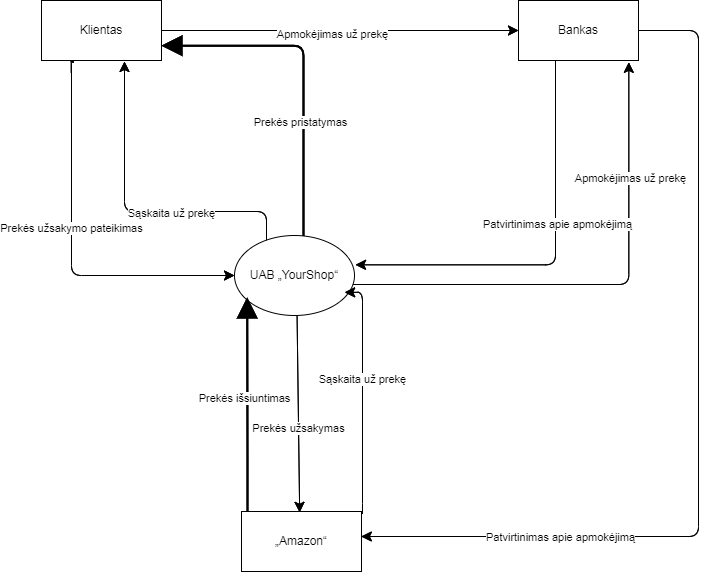 Klientas
Bankas
Apmokėjimas už prekę
Prekės pristatymas
Apmokėjimas už prekę
Sąskaita už prekę
Prekės užsakymo pateikimas
Patvirtinimas apie apmokėjimą
UAB „YourShop“
Sąskaita už prekę
Prekės išsiuntimas
Prekės užsakymas
„Amazon“
Patvirtinimas apie apmokėjimą